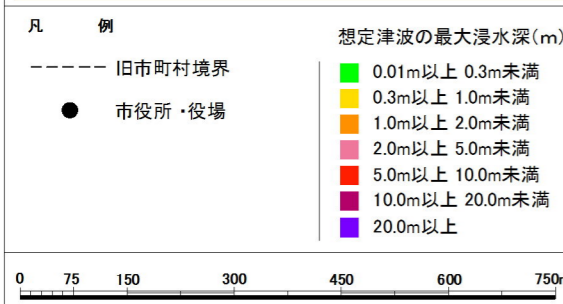 凡 例
旧市町村境界
市役所・役場
想定津波の最大浸水深(m)
0.01m以上 0.3m未満
0.3m以上 1.0m未満
1.0m以上 2.0m未満
2.0m以上 5.0m未満
5.0m以上 10.0m未満
10.0m以上 20.0m未満
20.0m以上
0 75 150 300 450 600 750m